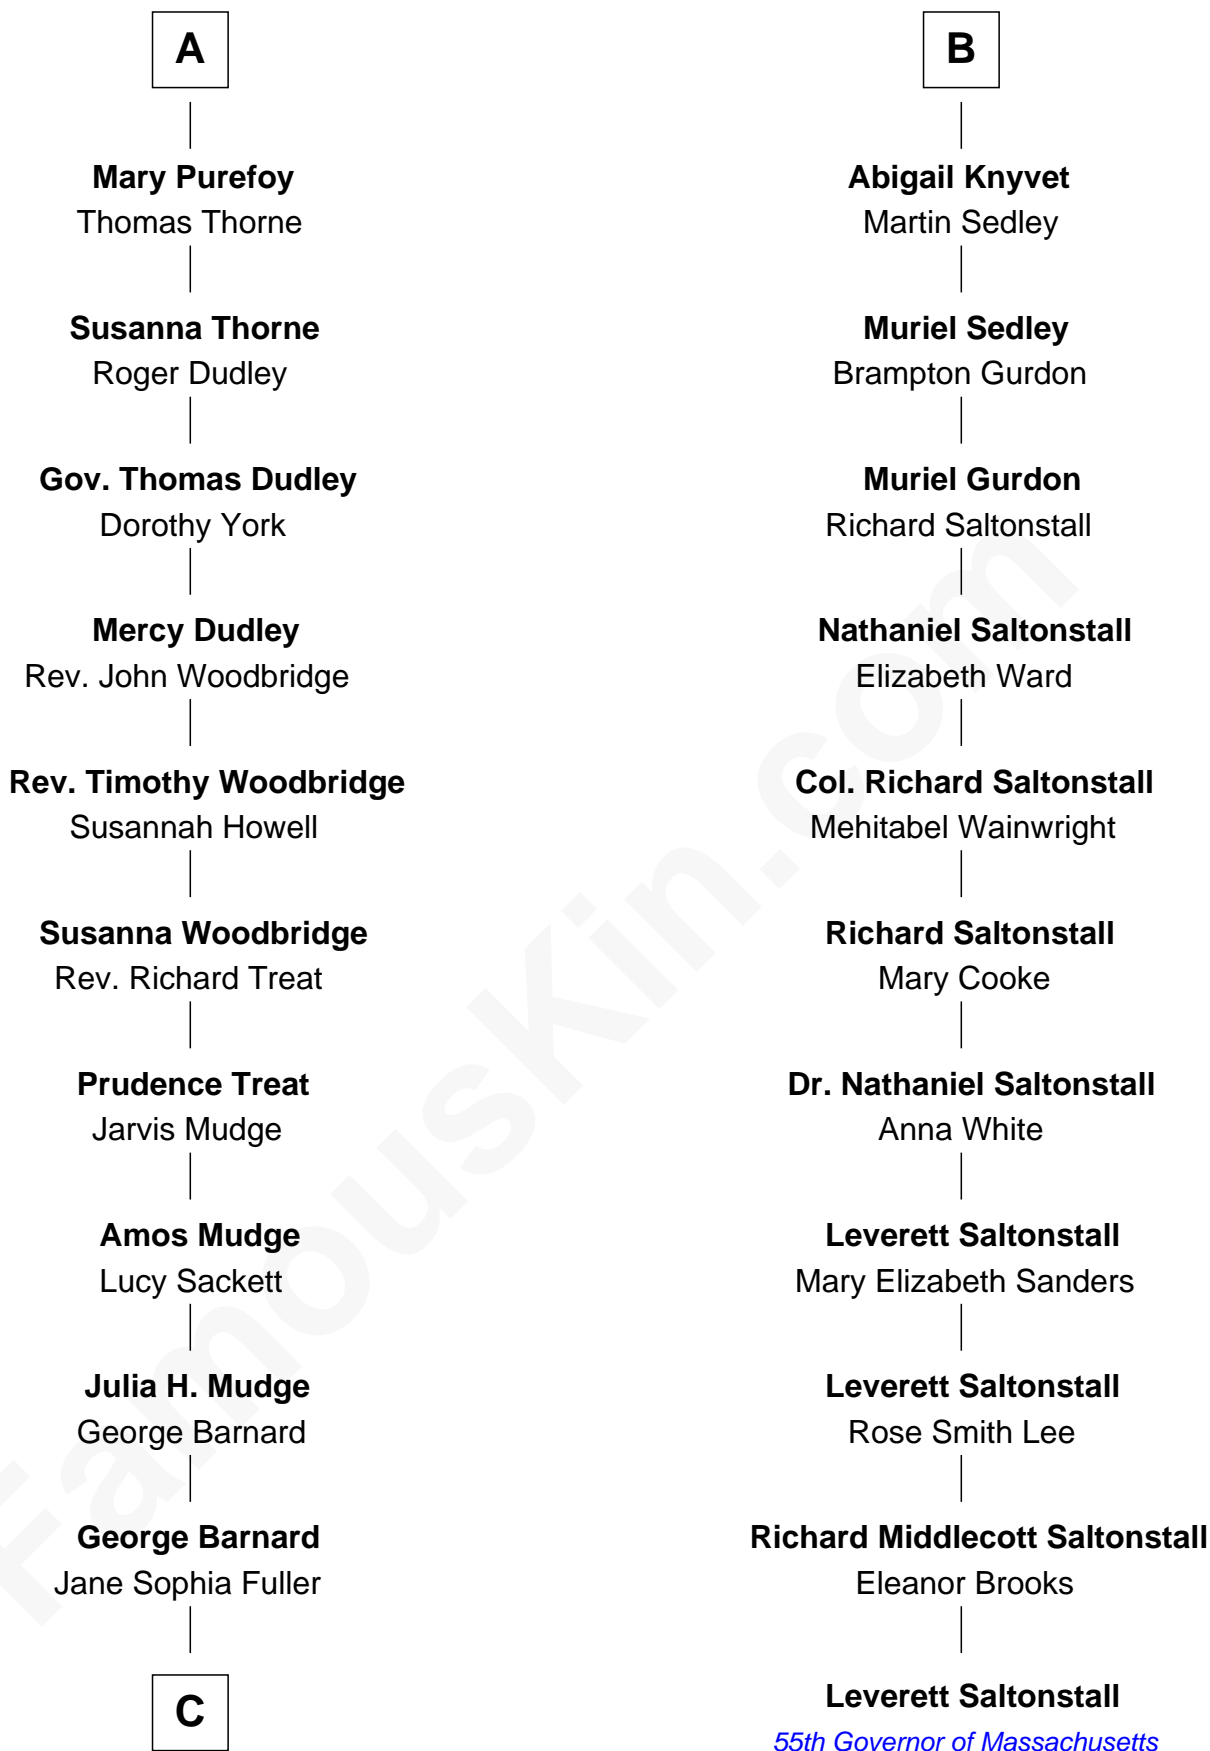 A
Mary Purefoy
Thomas Thorne
Susanna Thorne
Roger Dudley
Gov. Thomas Dudley
Dorothy York
Mercy Dudley
Rev. John Woodbridge
Rev. Timothy Woodbridge
Susannah Howell
Susanna Woodbridge
Rev. Richard Treat
Prudence Treat
Jarvis Mudge
Amos Mudge
Lucy Sackett
Julia H. Mudge
George Barnard
George Barnard
Jane Sophia Fuller
C
B
Abigail Knyvet
Martin Sedley
Muriel Sedley
Brampton Gurdon
Muriel Gurdon
Richard Saltonstall
Nathaniel Saltonstall
Elizabeth Ward
Col. Richard Saltonstall
Mehitabel Wainwright
Richard Saltonstall
Mary Cooke
Dr. Nathaniel Saltonstall
Anna White
Leverett Saltonstall
Mary Elizabeth Sanders
Leverett Saltonstall
Rose Smith Lee
Richard Middlecott Saltonstall
Eleanor Brooks
Leverett Saltonstall
55th Governor of Massachusetts
FamousKin.com